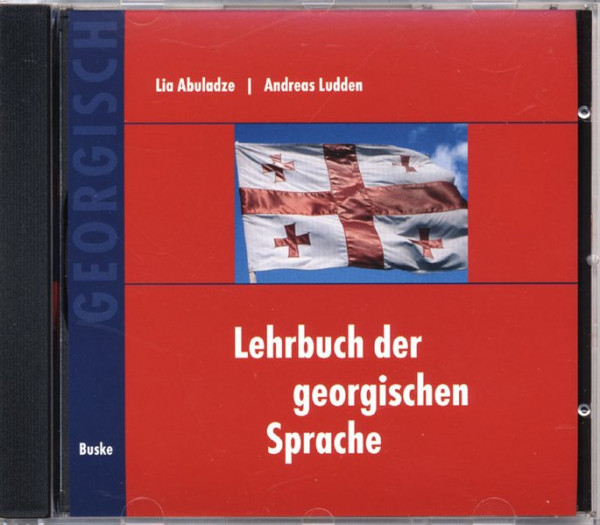 GEORGISCH
Lia Abuladze | Andreas Ludden
Lehrbuch der
georgischen
Sprache
Buske